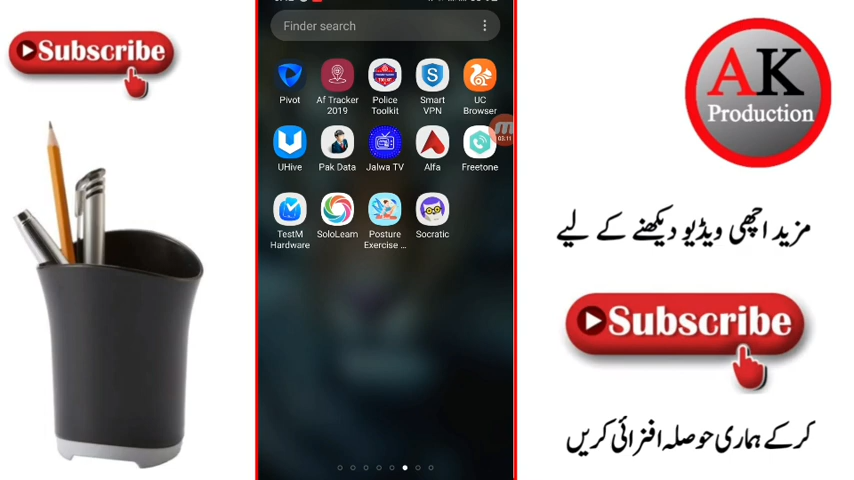 Finder search
Pivot
Af Tracker
2019
Police
Toolkit
Smart
VPN
UC
Browser
03:11
UHive
Pak Data
Jalwa TV
Alfa
Freetone
TestM
Hardware
SoloLearn
Posture
Exercise ...
Socratic
Subscribe
AK
Production
مزید اچھی ویڈیو دیکھنے کے لیے
Subscribe
کر کے ہماری حوصلہ افزائی کریں